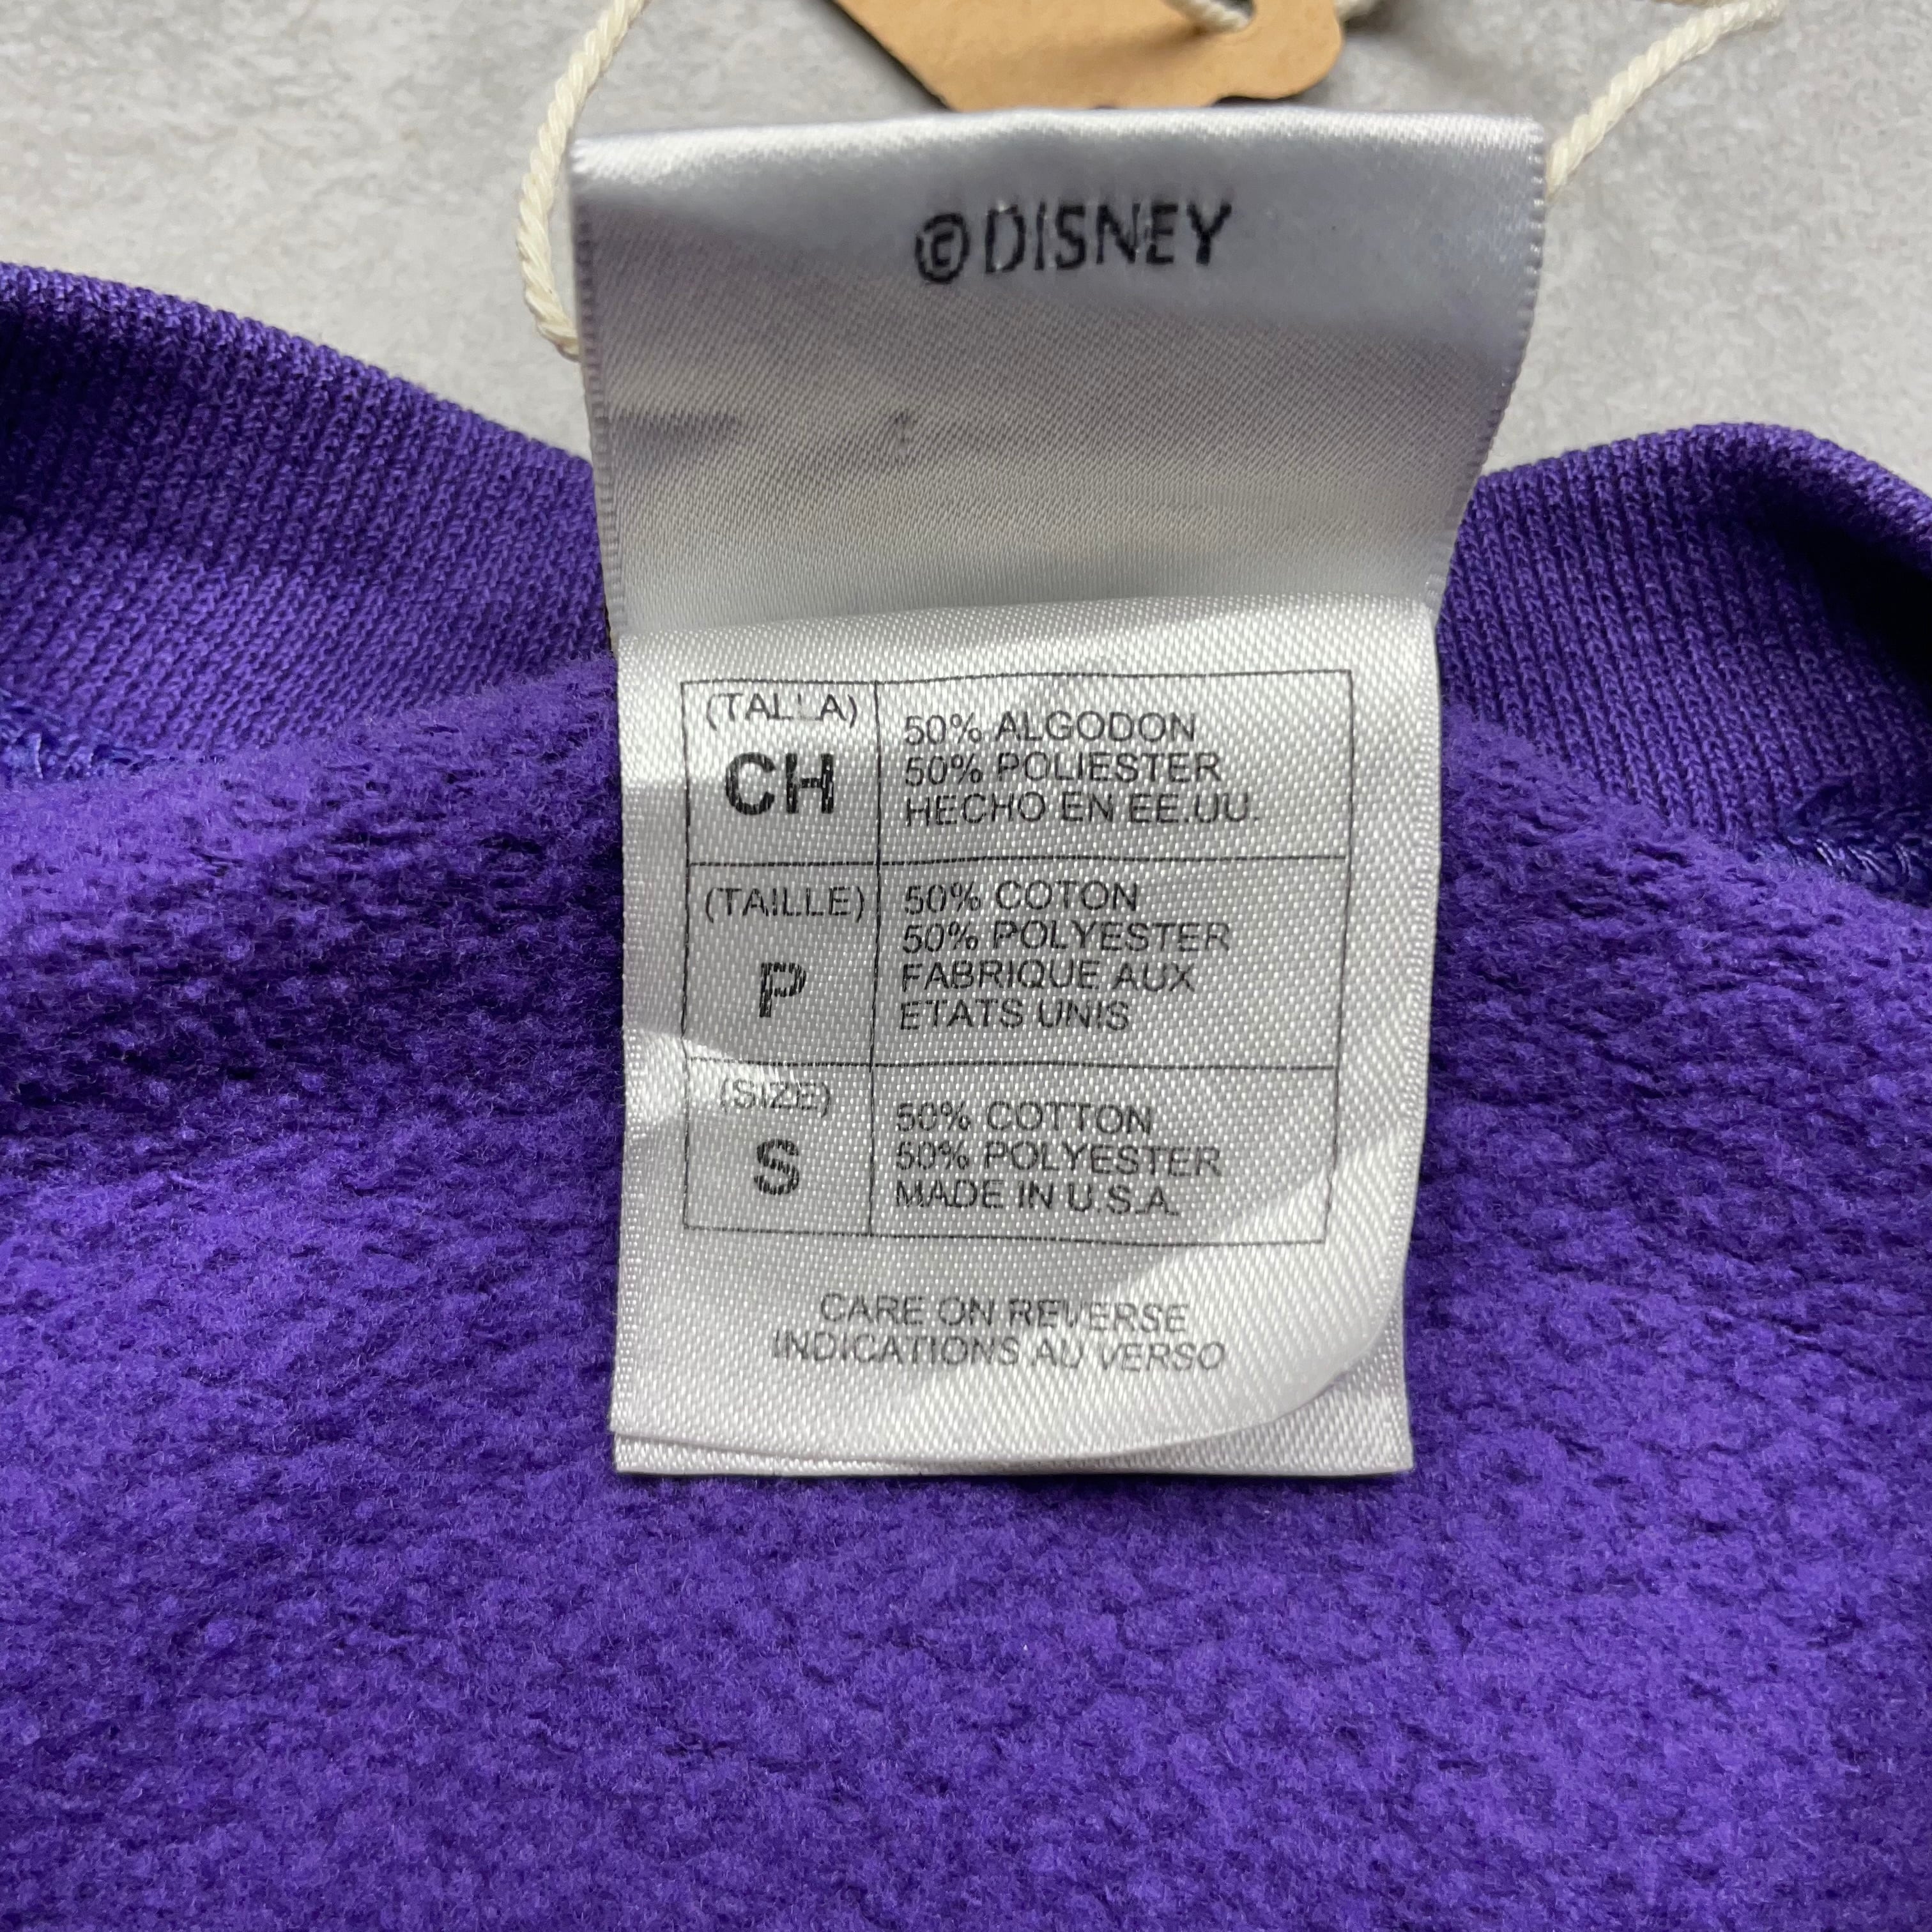 ©DISNEY
(TALLA)
CH
50% ALGODON
50% POLIESTER
HECHO EN EE.UU.
(TAILLE)
P
50% COTON
50% POLYESTER
FABRIQUE AUX
ETATS UNIS
(SIZE)
S
50% COTTON
50% POLYESTER
MADE IN U.S.A.
CARE ON REVERSE
INDICATIONS AU VERSO